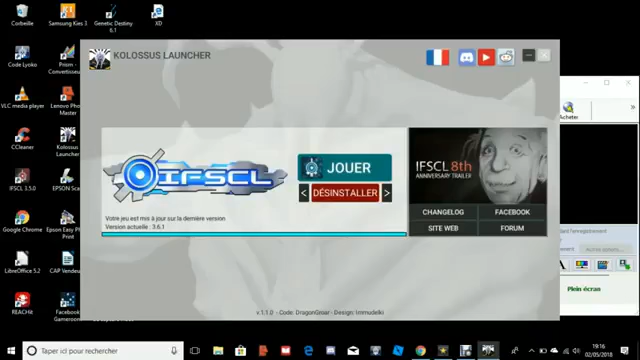 Corbeille
Samsung Kies 3
Genetic Destiny
6.1
XD
KOLOSSUS LAUNCHER
Code Lyoko
Prism -
Convertisseur
VLC media player
Lenovo Photo
Master
Acheter
CCleaner
Kolossus
Launcher
IFSCL
JOUER
< DÉSINSTALLER >
IFSCL 8th
ANNIVERSARY TRAILER
IFSCL 3.5.0
EPSON Scan
Votre jeu est mis à jour sur la dernière version
Version actuelle : 3.6.1
CHANGELOG
FACEBOOK
SITE WEB
FORUM
Google Chrome
Epson Easy Photo
Print
LibreOffice 5.2
CAP Vendeur
Plein écran
REACHit
Facebook
Gameroom
v.1.1.0 - Code: DragonGmar - Design: Immudelki
Taper ici pour rechercher
19:16
02/05/2018